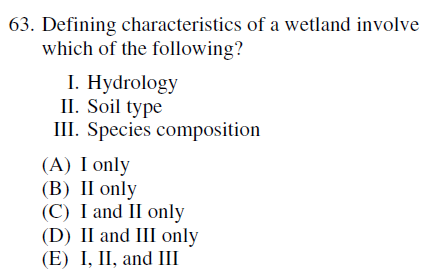 63. Defining characteristics of a wetland involve
which of the following?
I. Hydrology
II. Soil type
III. Species composition
(A) I only
(B) II only
(C) I and II only
(D) II and III only
(E) I, II, and III